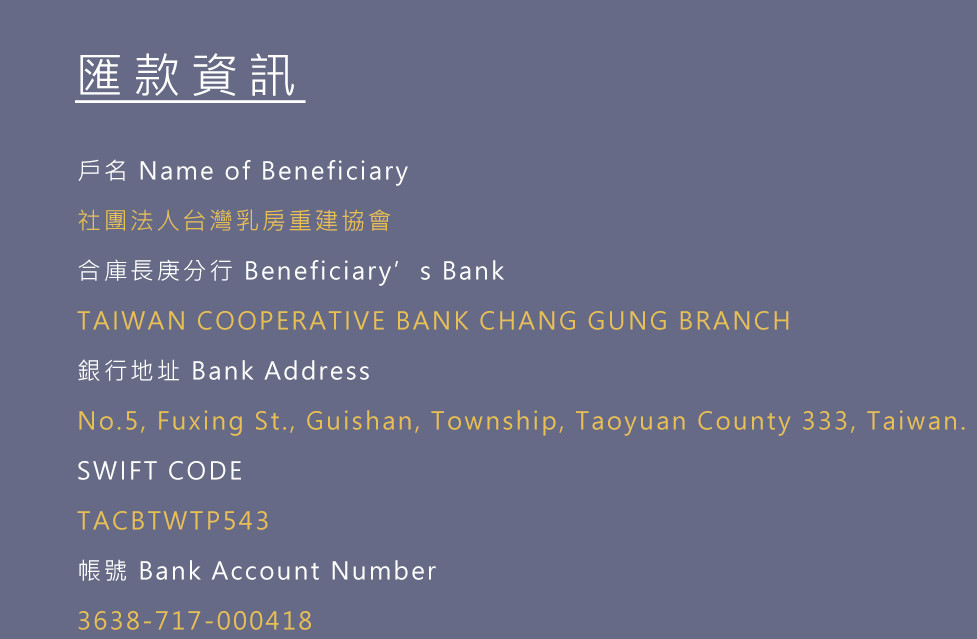 匯款資訊
戶名 Name of Beneficiary
社團法人台灣乳房重建協會
合庫長庚分行 Beneficiary’s Bank
TAIWAN COOPERATIVE BANK CHANG GUNG BRANCH
銀行地址 Bank Address
No.5, Fuxing St., Guishan, Township, Taoyuan County 333, Taiwan.
SWIFT CODE
TACBTWTP543
帳號 Bank Account Number
3638-717-000418